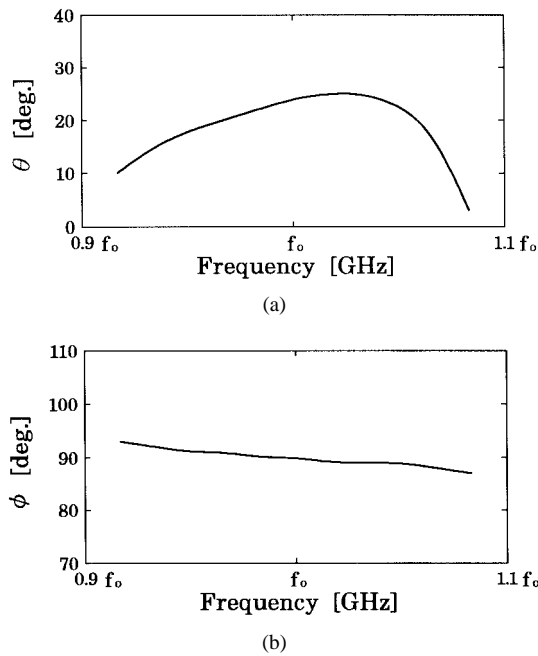 40
30
20
10
0
θ [deg.]
0.9 fₒ
fₒ
1.1 fₒ
Frequency [GHz]
(a)
110
100
90
80
70
ϕ [deg.]
0.9 fₒ
fₒ
1.1 fₒ
Frequency [GHz]
(b)